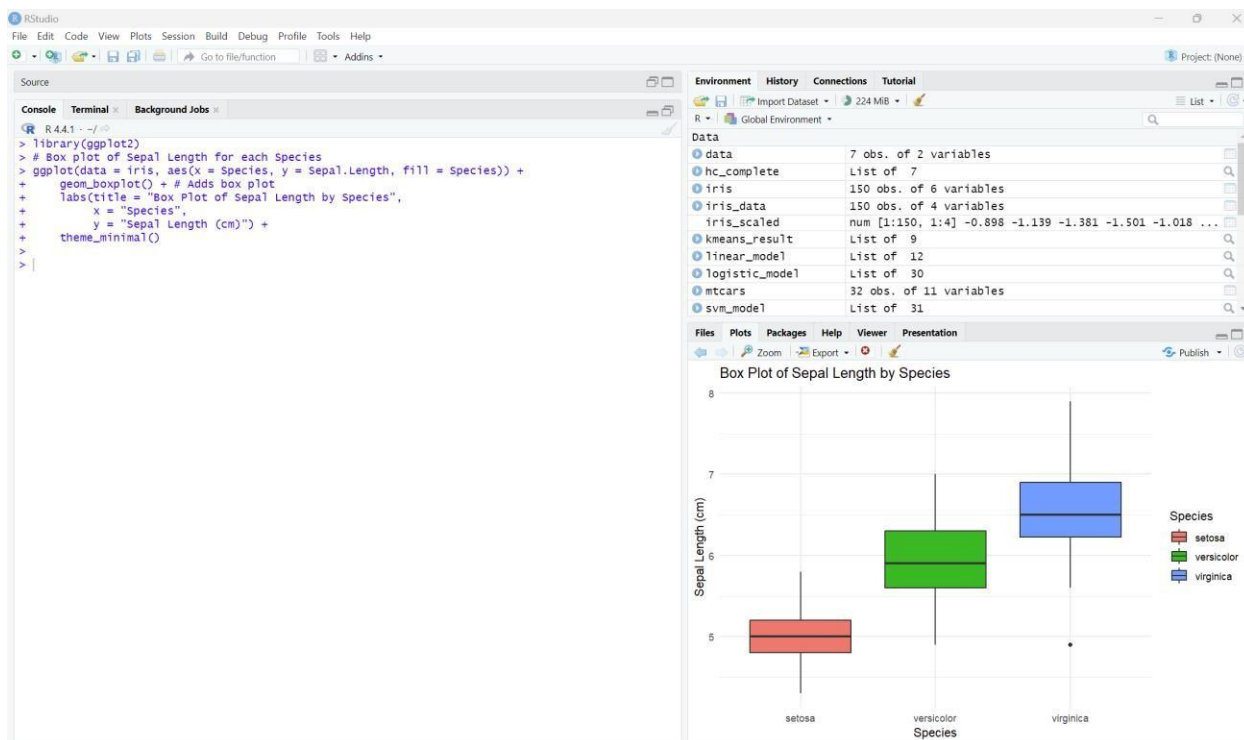 RStudio
File Edit Code View Plots Session Build Debug Profile Tools Help
Go to file/function Addins
Project: (None)
Source
Console Terminal Background Jobs
R 4.4.1 · ~/
> library(ggplot2)
> # Box plot of Sepal Length for each Species
> ggplot(data = iris, aes(x = Species, y = Sepal.Length, fill = Species)) +
+     geom_boxplot() + # Adds box plot
+     labs(title = "Box Plot of Sepal Length by Species",
+          x = "Species",
+          y = "Sepal Length (cm)") +
+     theme_minimal()
>
>
Environment History Connections Tutorial
Import Dataset 224 MiB List
R Global Environment
Data
data 7 obs. of 2 variables
hc_complete List of 7
iris 150 obs. of 6 variables
iris_data 150 obs. of 4 variables
iris_scaled num [1:150, 1:4] -0.898 -1.139 -1.381 -1.501 -1.018 ...
kmeans_result List of 9
linear_model List of 12
logistic_model List of 30
mtcars 32 obs. of 11 variables
svm_model List of 31
Files Plots Packages Help Viewer Presentation
Zoom Export Publish
Box Plot of Sepal Length by Species
8
7
6
5
Sepal Length (cm)
setosa versicolor virginica
Species
Species
setosa
versicolor
virginica